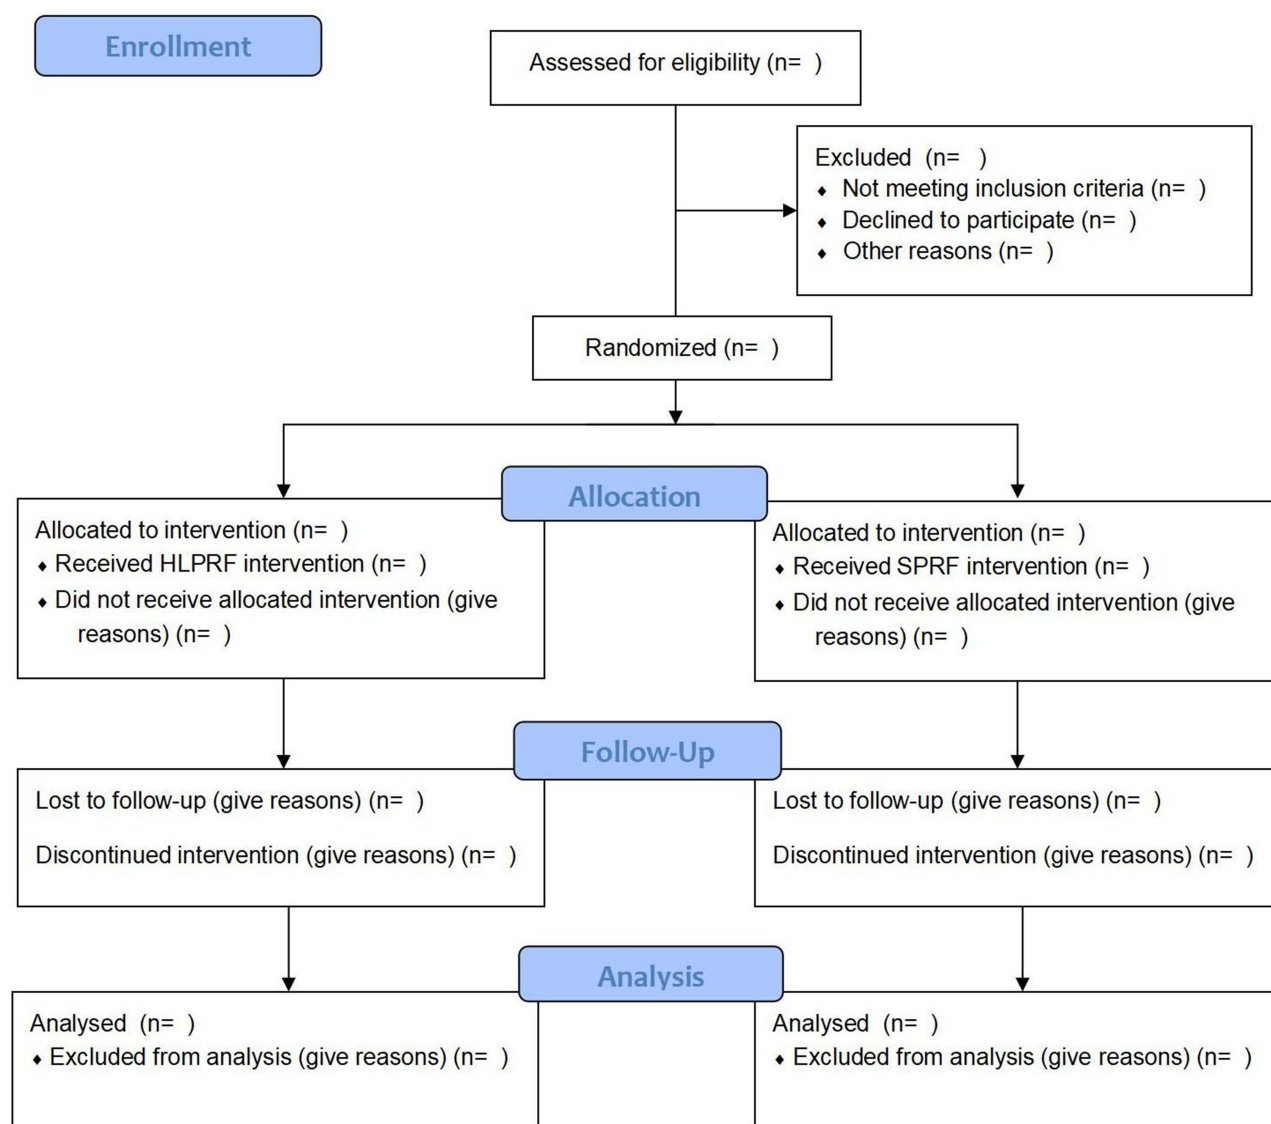 Enrollment
Assessed for eligibility (n=  )
Excluded  (n=   )
♦ Not meeting inclusion criteria (n=  )
♦ Declined to participate (n=  )
♦ Other reasons (n=  )
Randomized (n=  )
Allocation
Allocated to intervention (n=  )
♦ Received HLPRF intervention (n=  )
♦ Did not receive allocated intervention (give
reasons) (n=  )
Allocated to intervention (n=  )
♦ Received SPRF intervention (n=  )
♦ Did not receive allocated intervention (give
reasons) (n=  )
Follow-Up
Lost to follow-up (give reasons) (n=  )
Discontinued intervention (give reasons) (n=  )
Lost to follow-up (give reasons) (n=  )
Discontinued intervention (give reasons) (n=  )
Analysis
Analysed  (n=  )
♦ Excluded from analysis (give reasons) (n=  )
Analysed  (n=  )
♦ Excluded from analysis (give reasons) (n=  )